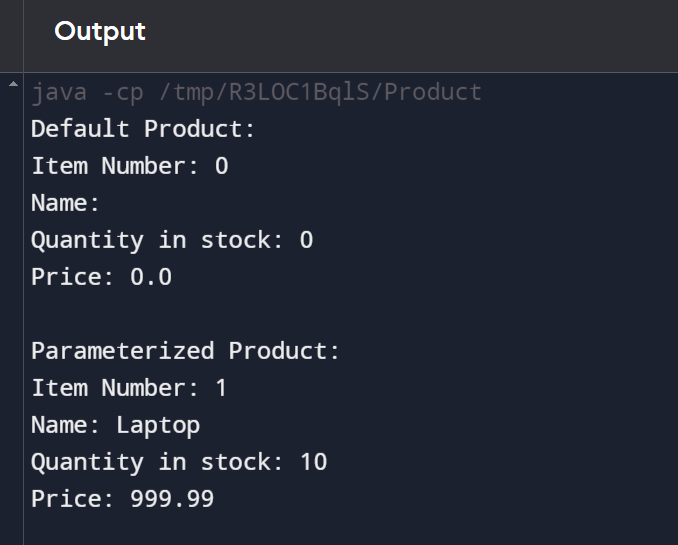 Output
java -cp /tmp/R3LOC1BqlS/Product
Default Product:
Item Number: 0
Name:
Quantity in stock: 0
Price: 0.0
Parameterized Product:
Item Number: 1
Name: Laptop
Quantity in stock: 10
Price: 999.99